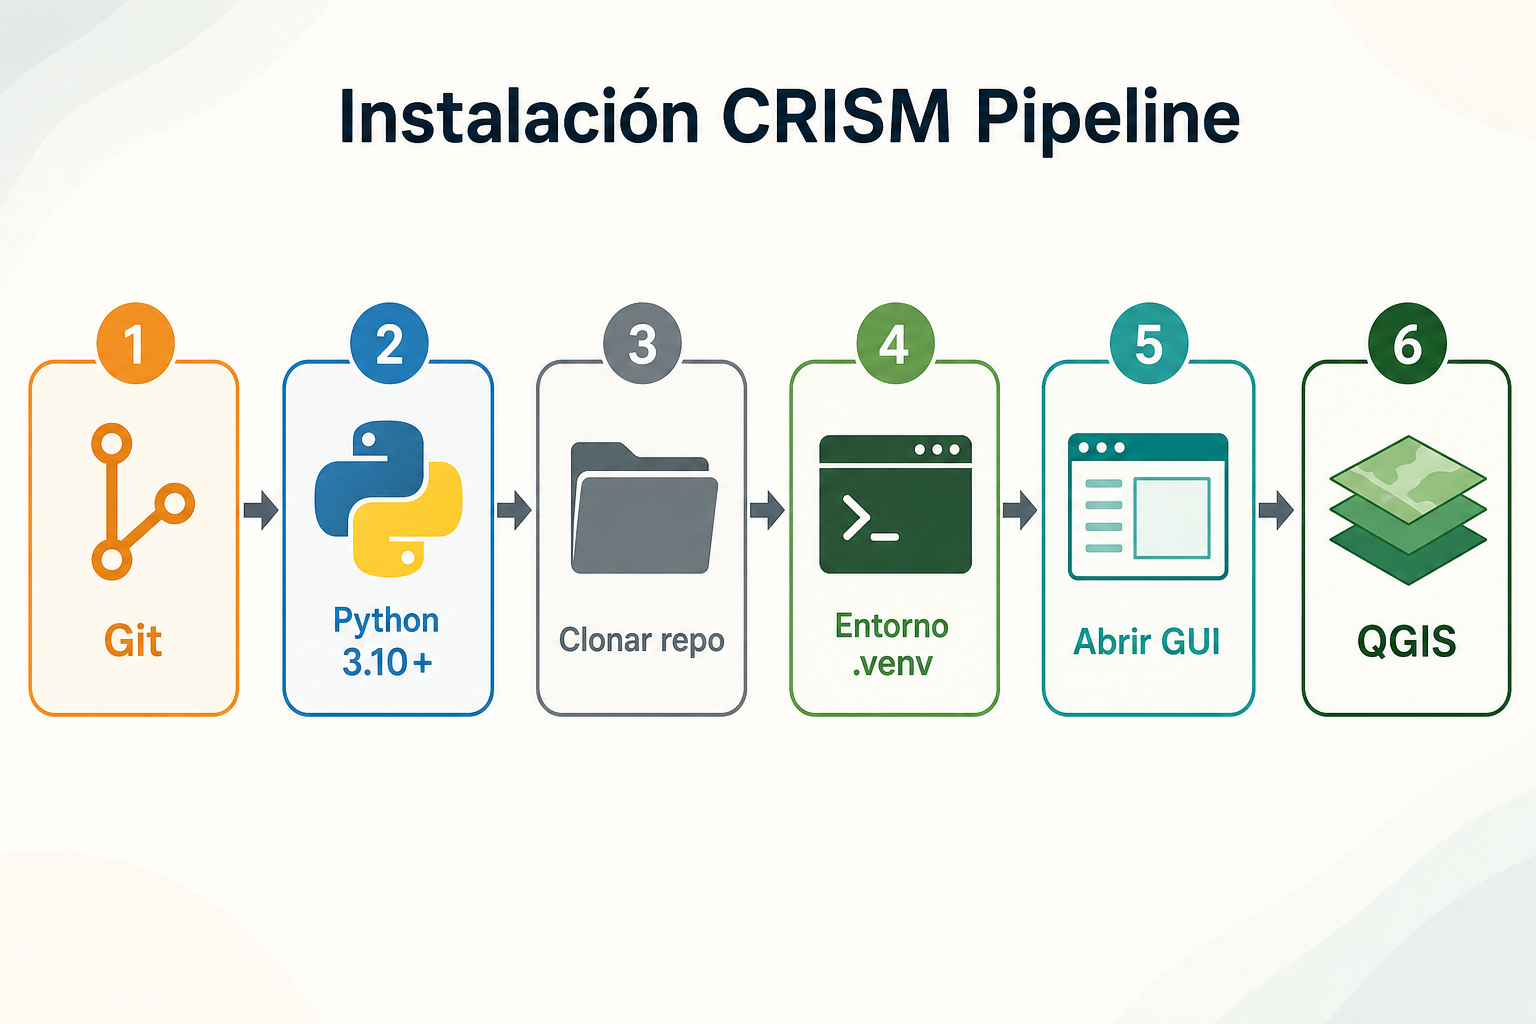 Instalación CRISM Pipeline
1
Git
2
Python
3.10+
3
Clonar repo
4
Entorno
.venv
5
Abrir GUI
6
QGIS